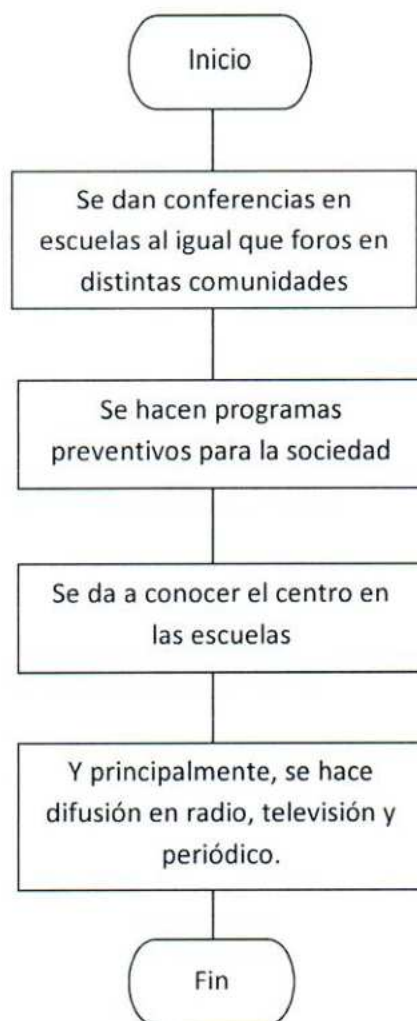 Inicio
Se dan conferencias en
escuelas al igual que foros en
distintas comunidades
Se hacen programas
preventivos para la sociedad
Se da a conocer el centro en
las escuelas
Y principalmente, se hace
difusión en radio, televisión y
periódico.
Fin